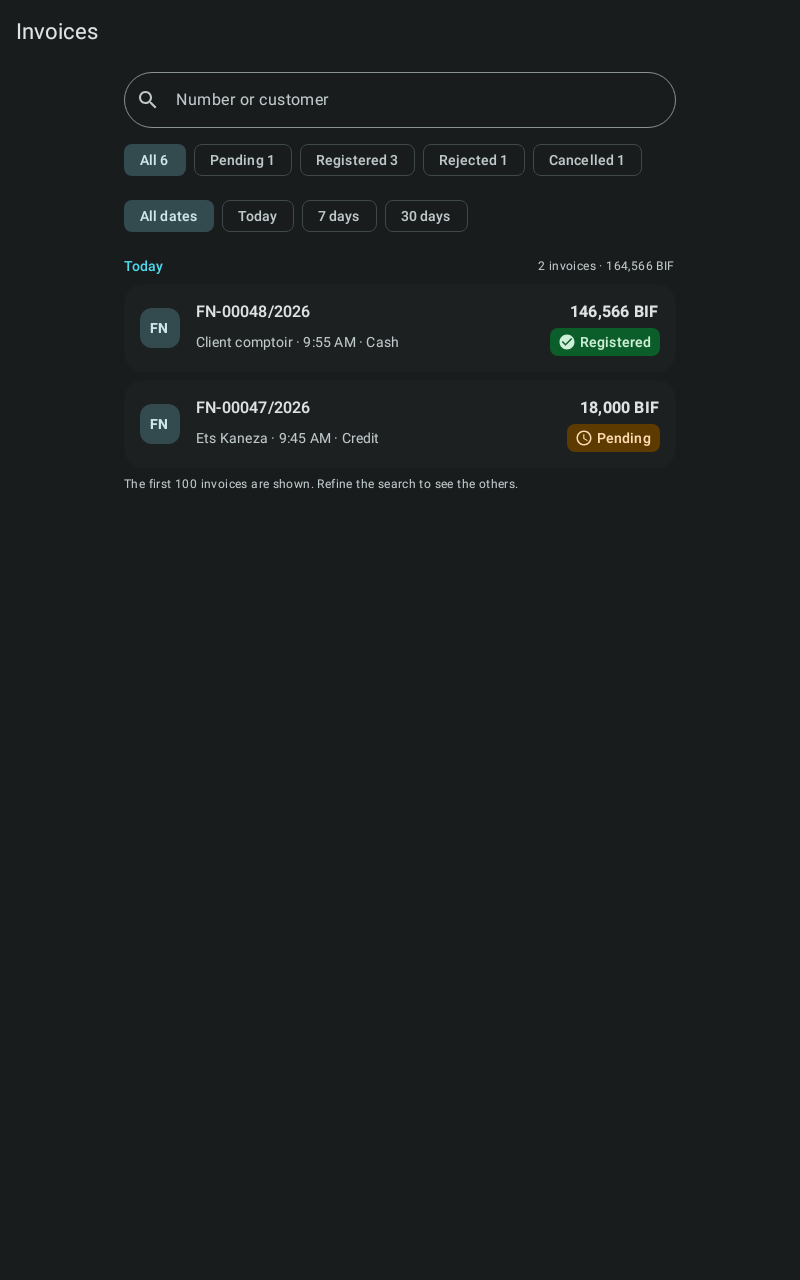 Invoices
Number or customer
All 6
Pending 1
Registered 3
Rejected 1
Cancelled 1
All dates
Today
7 days
30 days
Today
2 invoices · 164,566 BIF
FN
FN-00048/2026
146,566 BIF
Client comptoir · 9:55 AM · Cash
Registered
FN
FN-00047/2026
18,000 BIF
Ets Kaneza · 9:45 AM · Credit
Pending
The first 100 invoices are shown. Refine the search to see the others.